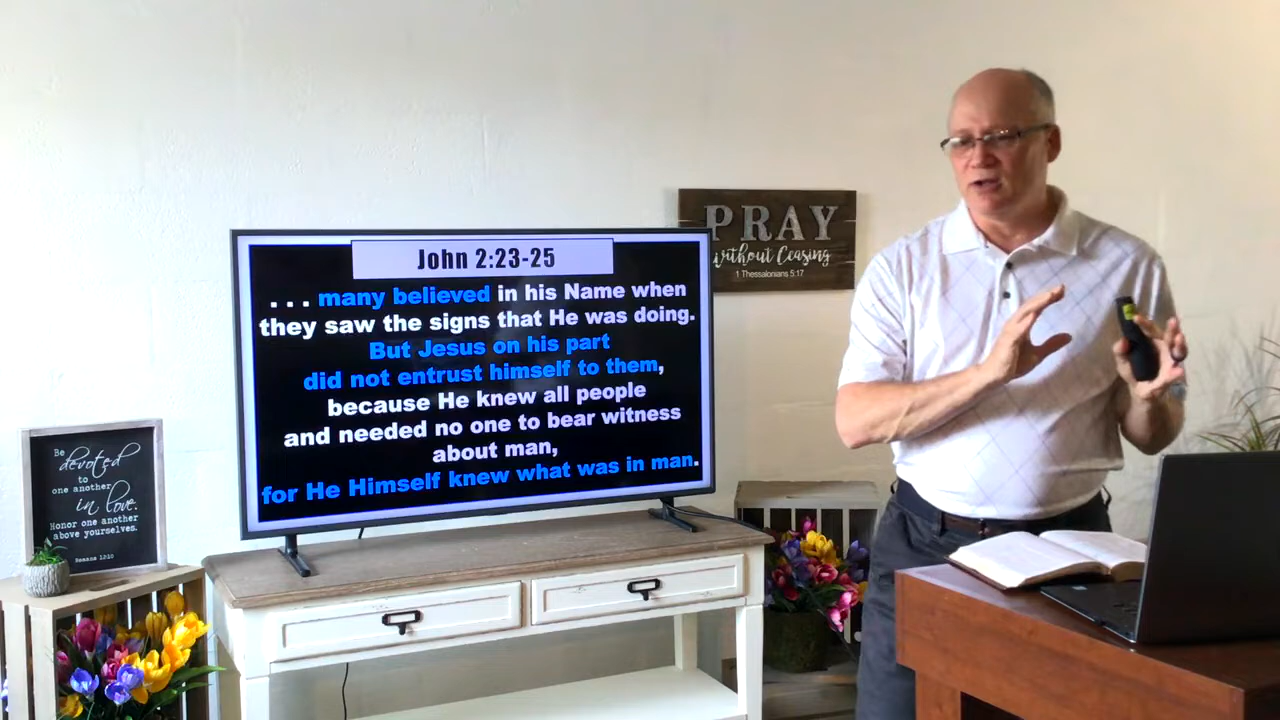 PRAY
without Ceasing
1 Thessalonians 5:17
John 2:23-25
. . . many believed in his Name when
they saw the signs that He was doing.
But Jesus on his part
did not entrust himself to them,
because He knew all people
and needed no one to bear witness
about man,
for He Himself knew what was in man.
Be
devoted
to
one another
in love.
Honor one another
above yourselves.
Romans 12:10